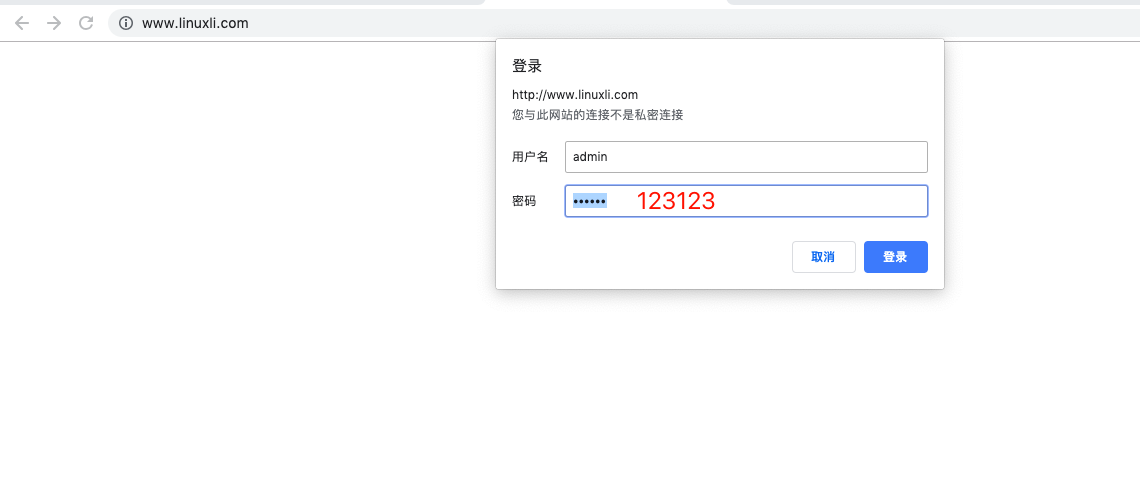 www.linuxli.com
登录
http://www.linuxli.com
您与此网站的连接不是私密连接
用户名 admin
密码 •••••• 123123
取消 登录